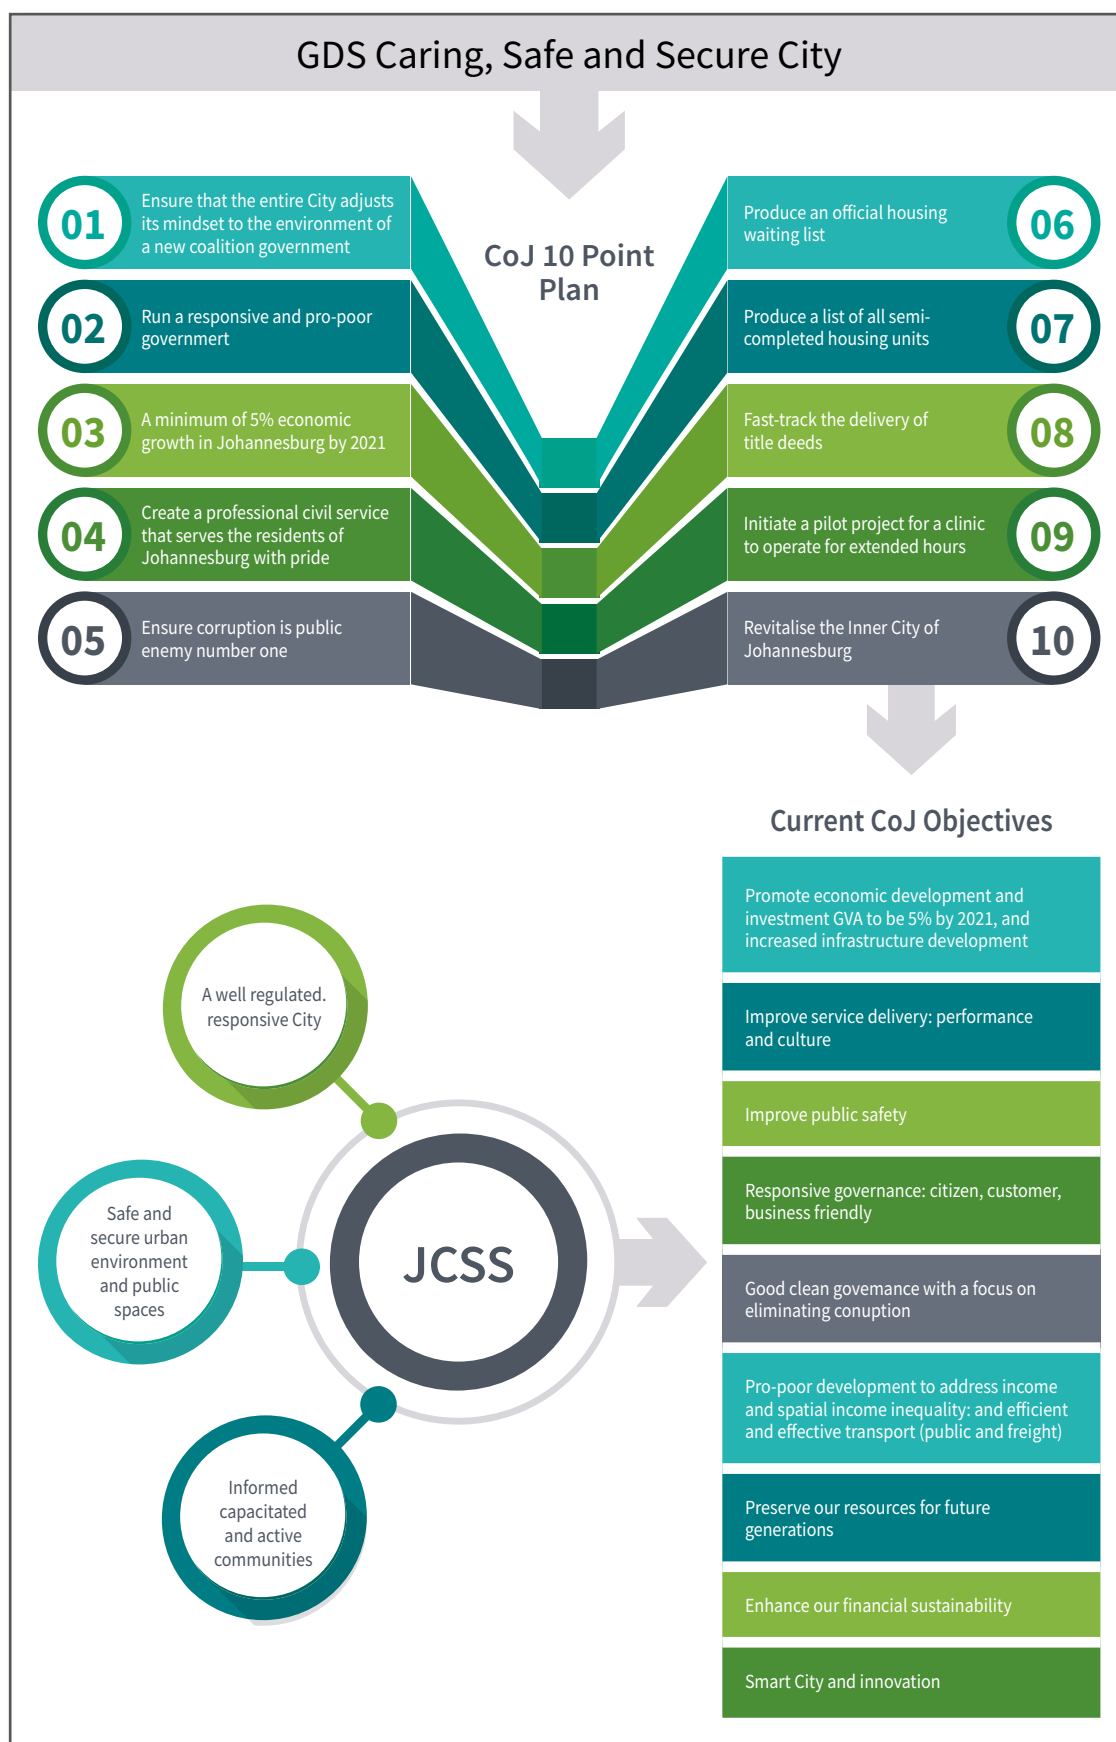 GDS Caring, Safe and Secure City
CoJ 10 Point
Plan
01
Ensure that the entire City adjusts
its mindset to the environment of
a new coalition government
02
Run a responsive and pro-poor
governmert
03
A minimum of 5% economic
growth in Johannesburg by 2021
04
Create a professional civil service
that serves the residents of
Johannesburg with pride
05
Ensure corruption is public
enemy number one
Produce an official housing
waiting list
06
Produce a list of all semi-
completed housing units
07
Fast-track the delivery of
title deeds
08
Initiate a pilot project for a clinic
to operate for extended hours
09
Revitalise the Inner City of
Johannesburg
10
A well regulated.
responsive City
Safe and
secure urban
environment
and public
spaces
Informed
capacitated
and active
communities
JCSS
Current CoJ Objectives
Promote economic development and
investment GVA to be 5% by 2021, and
increased infrastructure development
Improve service delivery: performance
and culture
Improve public safety
Responsive governance: citizen, customer,
business friendly
Good clean govemance with a focus on
eliminating conuption
Pro-poor development to address income
and spatial income inequality: and efficient
and effective transport (public and freight)
Preserve our resources for future
generations
Enhance our financial sustainability
Smart City and innovation